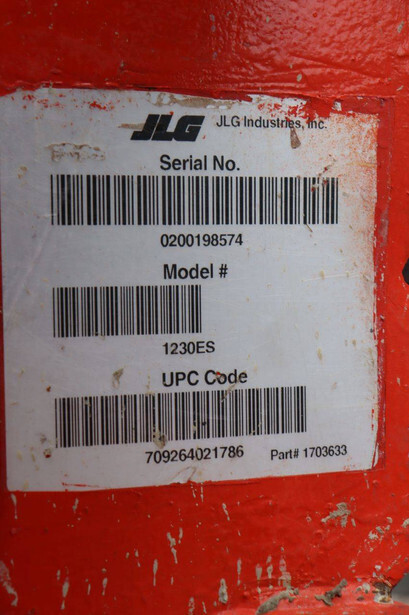 JLG JLG Industries, Inc.
Serial No.
0200198574
Model #
1230ES
UPC Code
709264021786 Part# 1703633